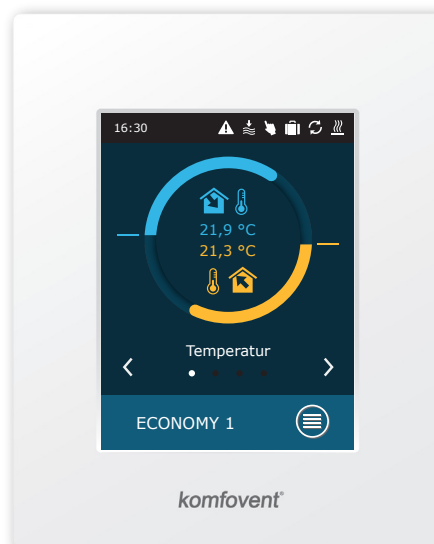 16:30
21,9 °C
21,3 °C
Temperatur
ECONOMY 1
komfovent®